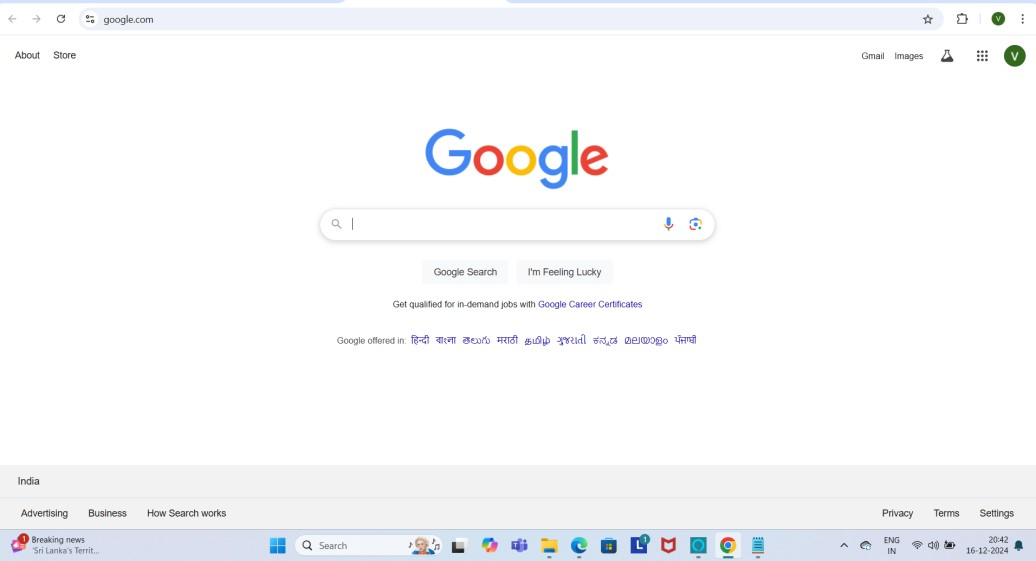 google.com
V
About Store
Gmail Images
V
Google
Google Search I'm Feeling Lucky
Get qualified for in-demand jobs with Google Career Certificates
Google offered in: हिन्दी বাংলা తెలుగు मराठी தமிழ் ગુજરાતી ಕನ್ನಡ മലയാളം ਪੰਜਾਬੀ
India
Advertising Business How Search works
Privacy Terms Settings
1
Breaking news
'Sri Lanka's Territ...
Search
L 1
ENG
IN
20:42
16-12-2024